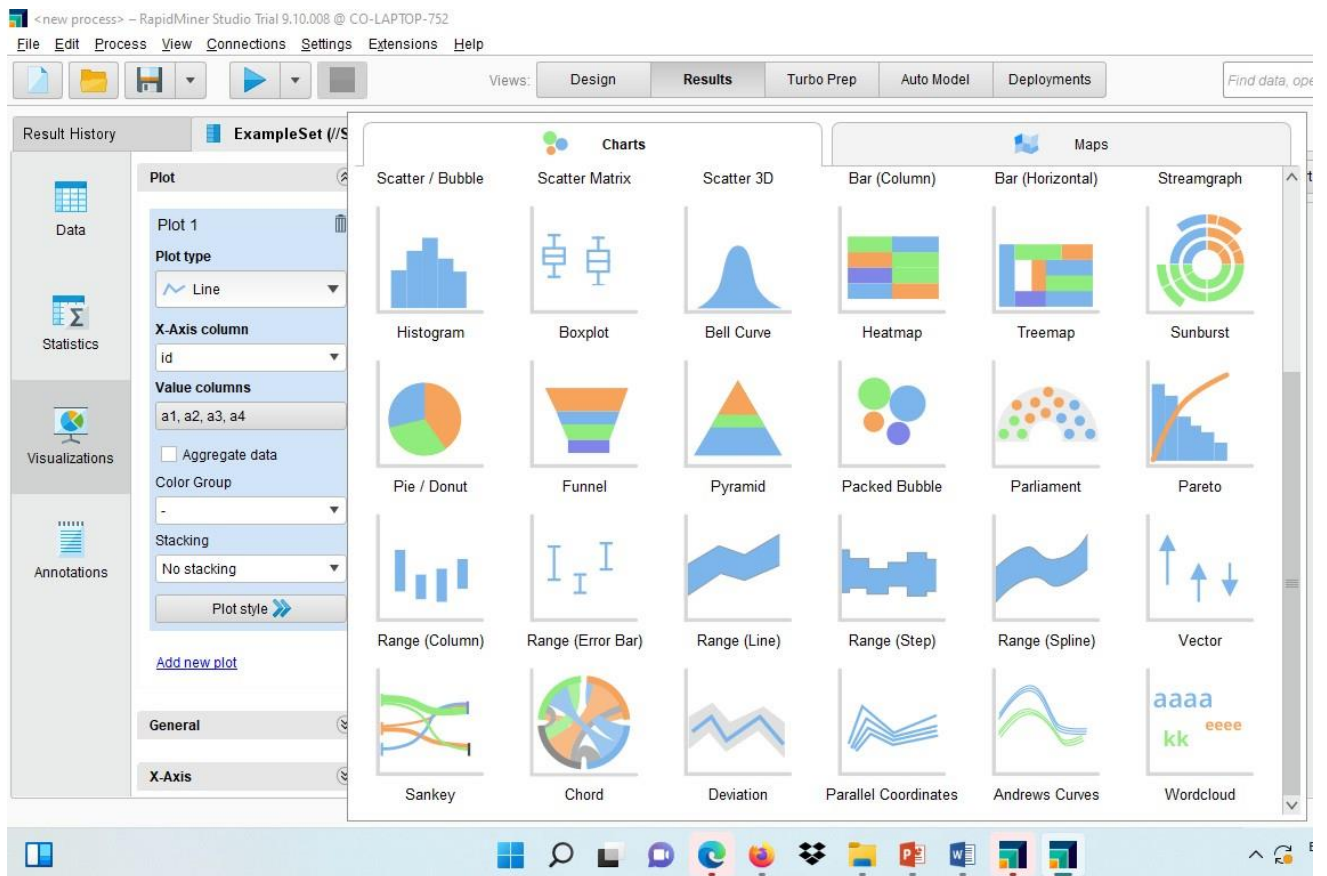 <new process> – RapidMiner Studio Trial 9.10.008 @ CO-LAPTOP-752
File Edit Process View Connections Settings Extensions Help
Views: Design Results Turbo Prep Auto Model Deployments Find data, ope
Result History ExampleSet (//S
Charts Maps
Data
Statistics
Visualizations
Annotations
Plot
Plot 1
Plot type
Line
X-Axis column
id
Value columns
a1, a2, a3, a4
Aggregate data
Color Group
-
Stacking
No stacking
Plot style
Add new plot
General
X-Axis
Scatter / Bubble Scatter Matrix Scatter 3D Bar (Column) Bar (Horizontal) Streamgraph
Histogram Boxplot Bell Curve Heatmap Treemap Sunburst
Pie / Donut Funnel Pyramid Packed Bubble Parliament Pareto
Range (Column) Range (Error Bar) Range (Line) Range (Step) Range (Spline) Vector
aaaa
eeee
kk
Sankey Chord Deviation Parallel Coordinates Andrews Curves Wordcloud